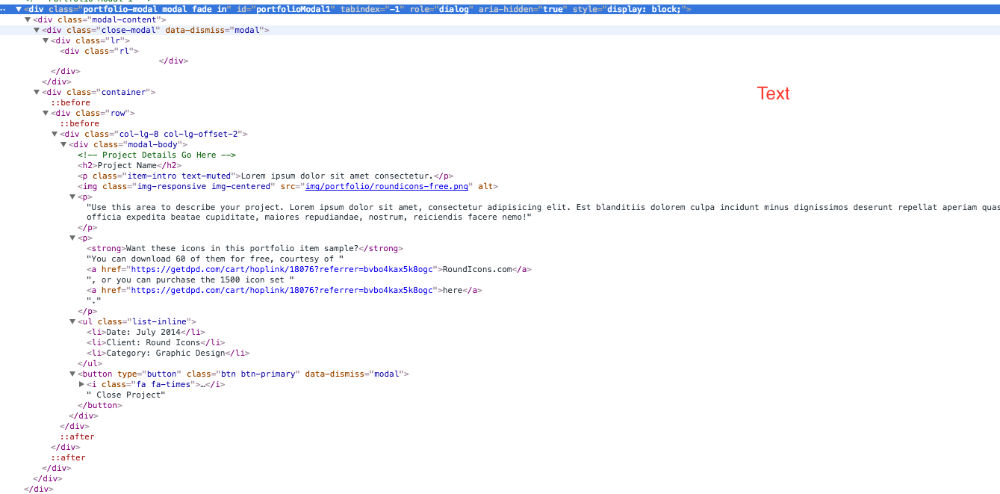 <div class="portfolio-modal modal fade in" id="portfolioModal1" tabindex="-1" role="dialog" aria-hidden="true" style="display: block;">
<div class="modal-content">
<div class="close-modal" data-dismiss="modal">
<div class="lr">
<div class="rl">
</div>
</div>
</div>
<div class="container">
::before
<div class="row">
::before
<div class="col-lg-8 col-lg-offset-2">
<div class="modal-body">
<!-- Project Details Go Here -->
<h2>Project Name</h2>
<p class="item-intro text-muted">Lorem ipsum dolor sit amet consectetur.</p>
<img class="img-responsive img-centered" src="img/portfolio/roundicons-free.png" alt>
<p>
"Use this area to describe your project. Lorem ipsum dolor sit amet, consectetur adipisicing elit. Est blanditiis dolorem culpa incidunt minus dignissimos deserunt repellat aperiam quas
officia expedita beatae cupiditate, maiores repudiandae, nostrum, reiciendis facere nemo!"
</p>
<p>
<strong>Want these icons in this portfolio item sample?</strong>
"You can download 60 of them for free, courtesy of "
<a href="https://getdpd.com/cart/hoplink/18076?referrer=bvbo4kax5k8ogc">RoundIcons.com</a>
", or you can purchase the 1500 icon set "
<a href="https://getdpd.com/cart/hoplink/18076?referrer=bvbo4kax5k8ogc">here</a>
"."
</p>
<ul class="list-inline">
<li>Date: July 2014</li>
<li>Client: Round Icons</li>
<li>Category: Graphic Design</li>
</ul>
<button type="button" class="btn btn-primary" data-dismiss="modal">
<i class="fa fa-times">…</i>
" Close Project"
</button>
</div>
</div>
::after
</div>
::after
</div>
</div>
</div>
Text